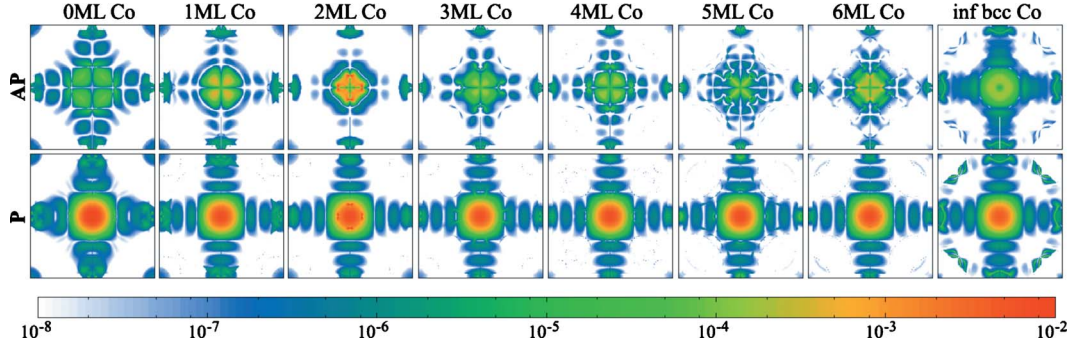 0ML Co 1ML Co 2ML Co 3ML Co 4ML Co 5ML Co 6ML Co inf bcc Co
AP
P
10⁻⁸ 10⁻⁷ 10⁻⁶ 10⁻⁵ 10⁻⁴ 10⁻³ 10⁻²